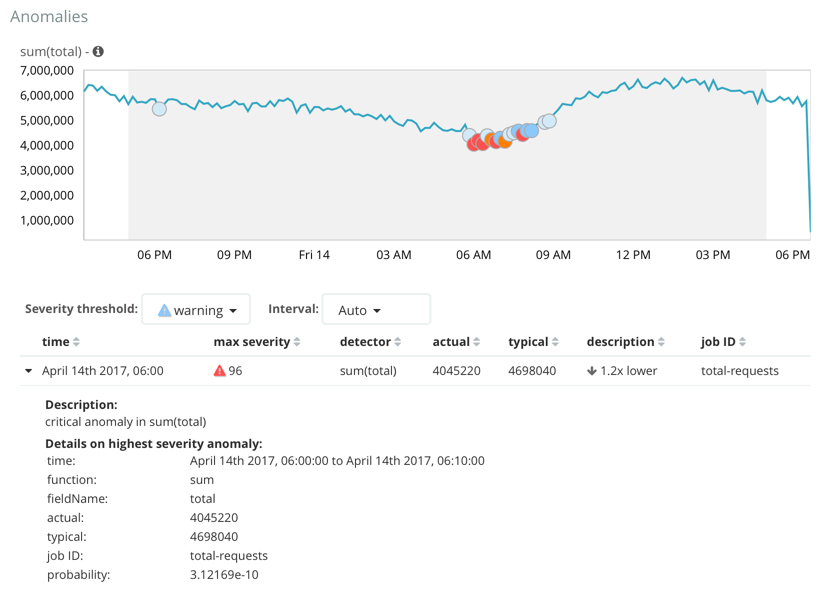 Anomalies
sum(total) -
7,000,000
6,000,000
5,000,000
4,000,000
3,000,000
2,000,000
1,000,000
06 PM 09 PM Fri 14 03 AM 06 AM 09 AM 12 PM 03 PM 06 PM
Severity threshold: warning Interval: Auto
time max severity detector actual typical description job ID
April 14th 2017, 06:00 96 sum(total) 4045220 4698040 1.2x lower total-requests
Description:
critical anomaly in sum(total)
Details on highest severity anomaly:
time: April 14th 2017, 06:00:00 to April 14th 2017, 06:10:00
function: sum
fieldName: total
actual: 4045220
typical: 4698040
job ID: total-requests
probability: 3.12169e-10